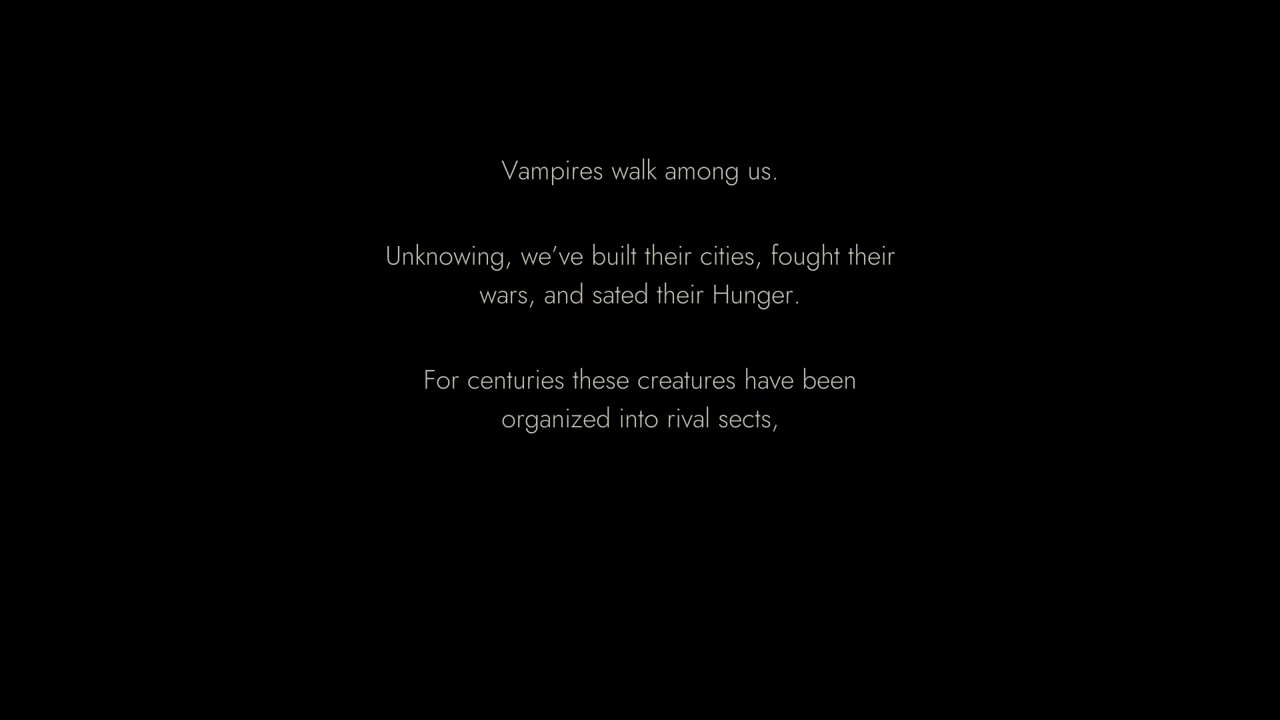 Vampires walk among us.
Unknowing, we’ve built their cities, fought their
wars, and sated their Hunger.
For centuries these creatures have been
organized into rival sects,